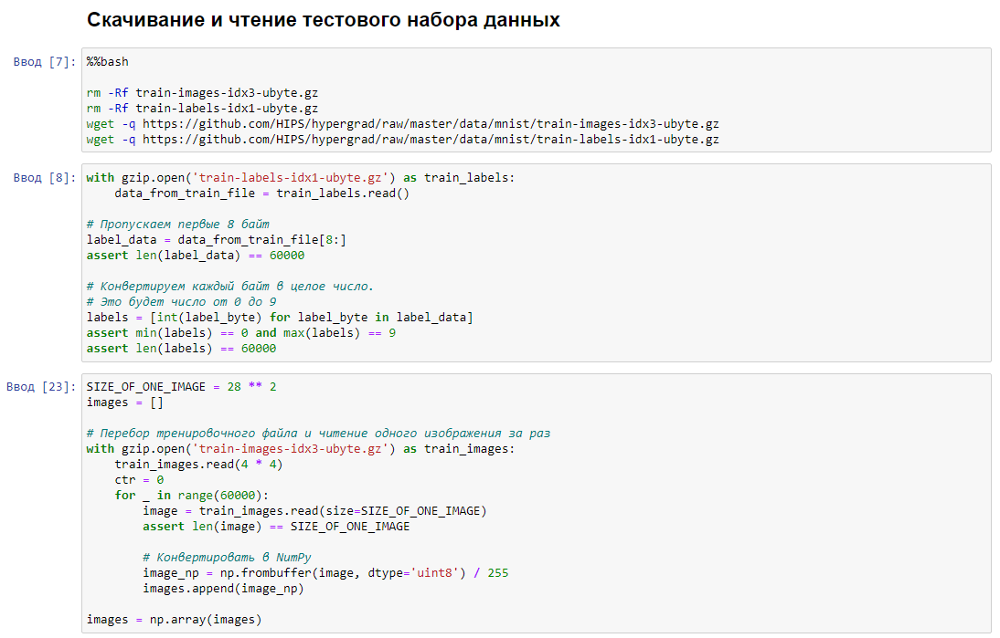 Скачивание и чтение тестового набора данных
Ввод [7]:
%%bash
rm -Rf train-images-idx3-ubyte.gz
rm -Rf train-labels-idx1-ubyte.gz
wget -q https://github.com/HIPS/hypergrad/raw/master/data/mnist/train-images-idx3-ubyte.gz
wget -q https://github.com/HIPS/hypergrad/raw/master/data/mnist/train-labels-idx1-ubyte.gz
Ввод [8]:
with gzip.open('train-labels-idx1-ubyte.gz') as train_labels:
    data_from_train_file = train_labels.read()
# Пропускаем первые 8 байт
label_data = data_from_train_file[8:]
assert len(label_data) == 60000
# Конвертируем каждый байт в целое число.
# Это будет число от 0 до 9
labels = [int(label_byte) for label_byte in label_data]
assert min(labels) == 0 and max(labels) == 9
assert len(labels) == 60000
Ввод [23]:
SIZE_OF_ONE_IMAGE = 28 ** 2
images = []
# Перебор тренировочного файла и читение одного изображения за раз
with gzip.open('train-images-idx3-ubyte.gz') as train_images:
    train_images.read(4 * 4)
    ctr = 0
    for _ in range(60000):
        image = train_images.read(size=SIZE_OF_ONE_IMAGE)
        assert len(image) == SIZE_OF_ONE_IMAGE
        # Конвертировать в NumPy
        image_np = np.frombuffer(image, dtype='uint8') / 255
        images.append(image_np)
images = np.array(images)